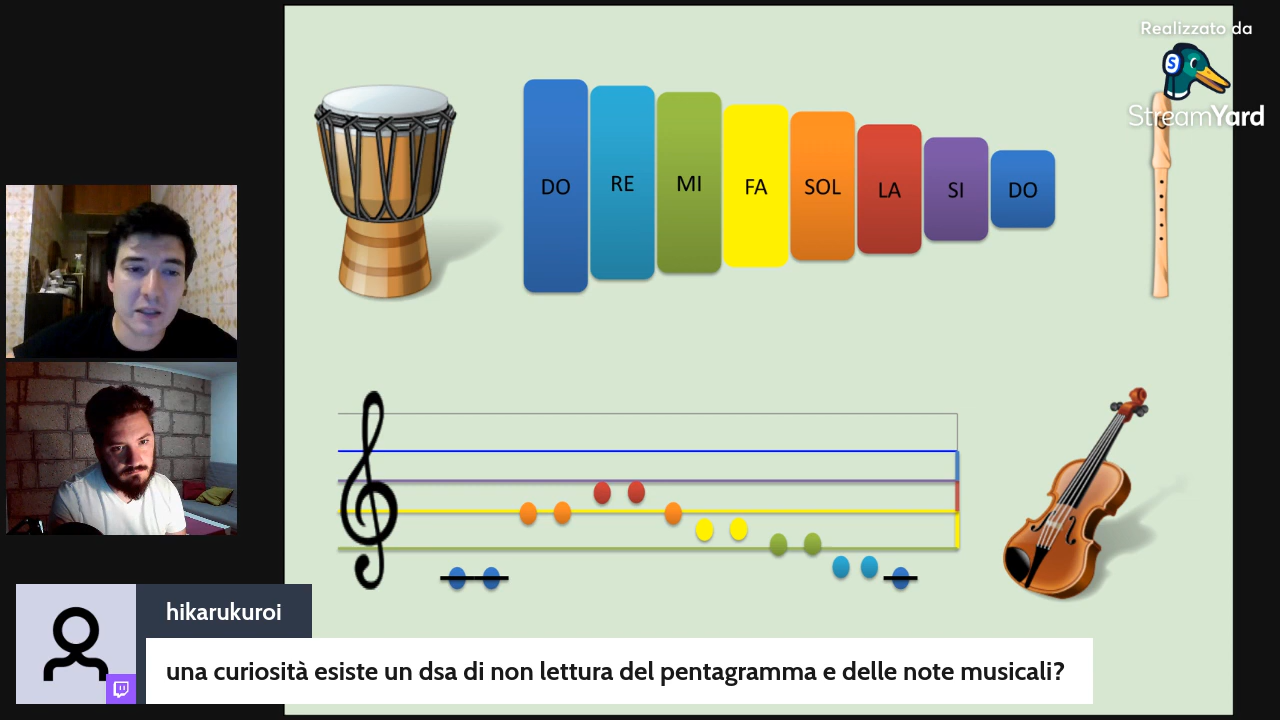 Realizzato da
StreamYard
DO RE MI FA SOL LA SI DO
hikarukuroi
una curiosità esiste un dsa di non lettura del pentagramma e delle note musicali?